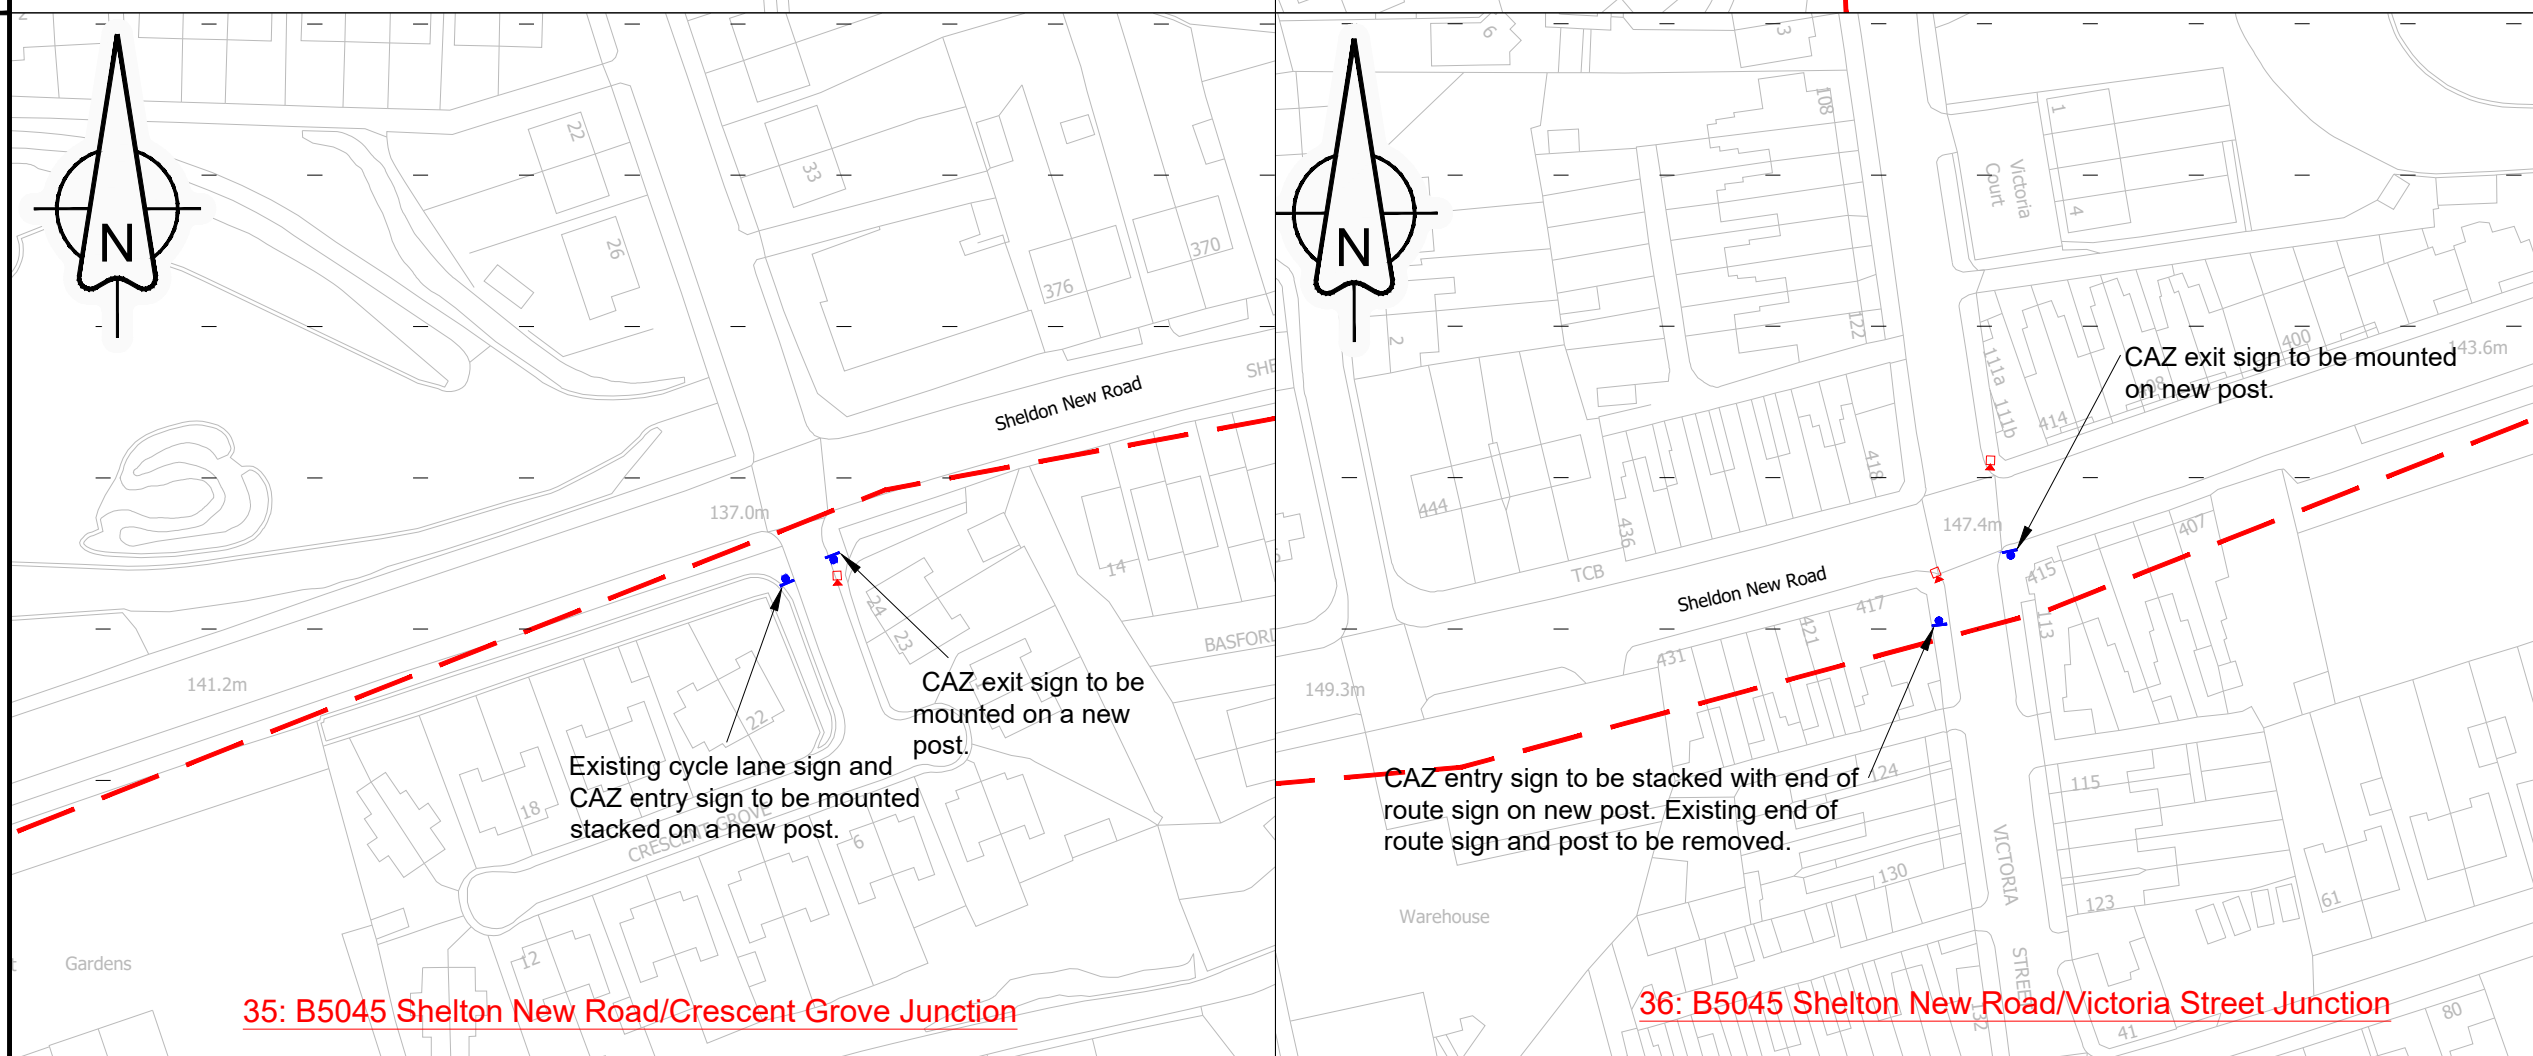 22
33
26
N
376
370
SHE
Sheldon New Road
137.0m
14
24
23
BASFORD
141.2m
22
CAZ exit sign to be
mounted on a new
post.
Existing cycle lane sign and
CAZ entry sign to be mounted
stacked on a new post.
18
CRESCENT GROVE
6
12
Gardens
35: B5045 Shelton New Road/Crescent Grove Junction
6
3
108
1
Victoria
Court
4
N
122
2
400
143.6m
CAZ exit sign to be mounted
on new post.
111a
111b
414
418
444
436
147.4m
407
TCB
415
Sheldon New Road
417
421
113
431
149.3m
CAZ entry sign to be stacked with end of
route sign on new post. Existing end of
route sign and post to be removed.
124
115
130
VICTORIA
123
61
Warehouse
STREET
36: B5045 Shelton New Road/Victoria Street Junction
32
41
80